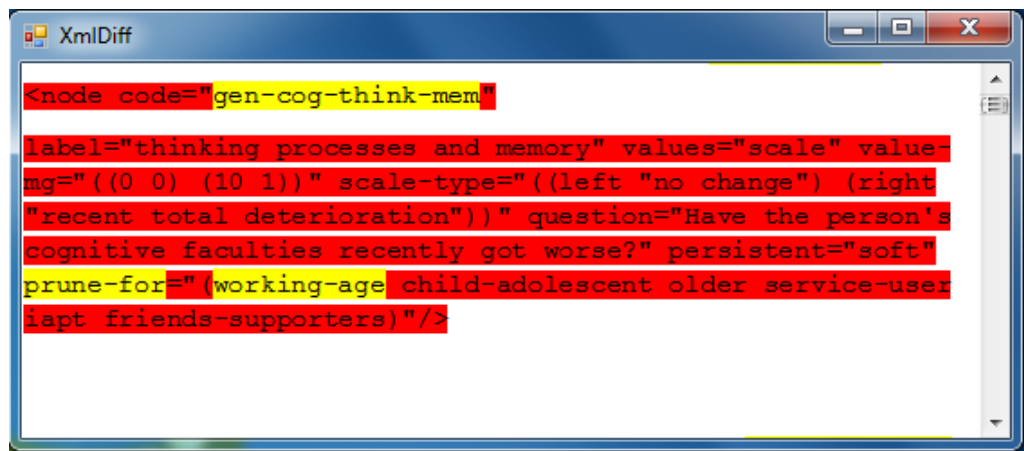 XmlDiff
<node code="gen-cog-think-mem"
label="thinking processes and memory" values="scale" value-
mg="((0 0) (10 1))" scale-type="((left "no change") (right
"recent total deterioration"))" question="Have the person's
cognitive faculties recently got worse?" persistent="soft"
prune-for="(working-age child-adolescent older service-user
iapt friends-supporters)"/>